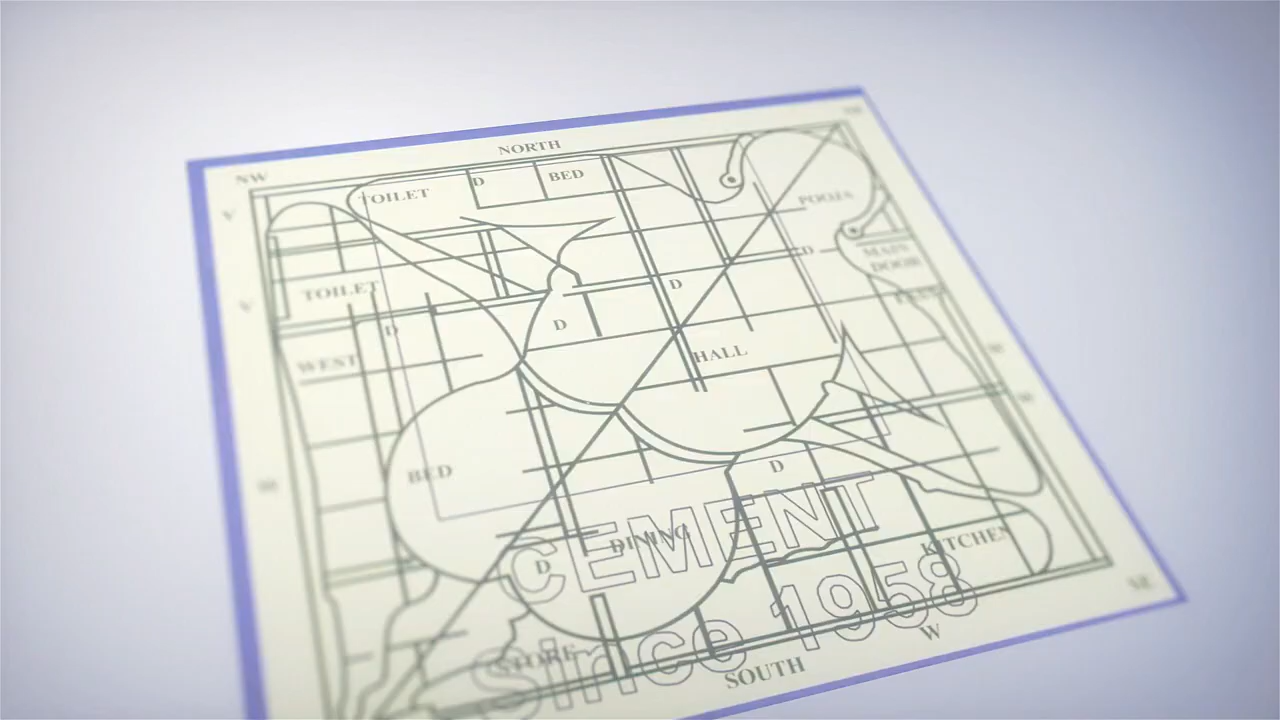 NORTH
NW
TOILET
D
BED
POOJA
D
MAIN
DOOR
TOILET
D
D
D
WEST
HALL
BED
D
CEMENT
DINING
KITCHEN
D
since 1958
STORE
W
SOUTH